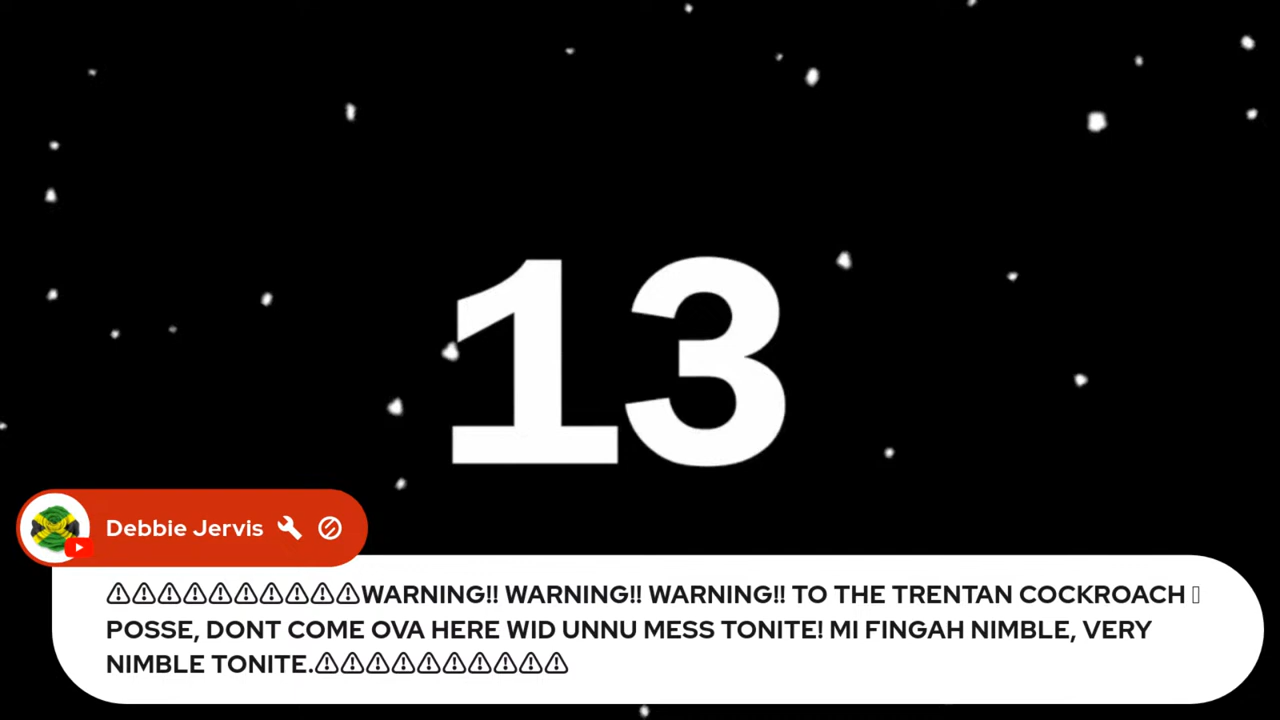 13
Debbie Jervis
⚠⚠⚠⚠⚠⚠⚠⚠⚠⚠WARNING!! WARNING!! WARNING!! TO THE TRENTAN COCKROACH
POSSE, DONT COME OVA HERE WID UNNU MESS TONITE! MI FINGAH NIMBLE, VERY
NIMBLE TONITE.⚠⚠⚠⚠⚠⚠⚠⚠⚠⚠